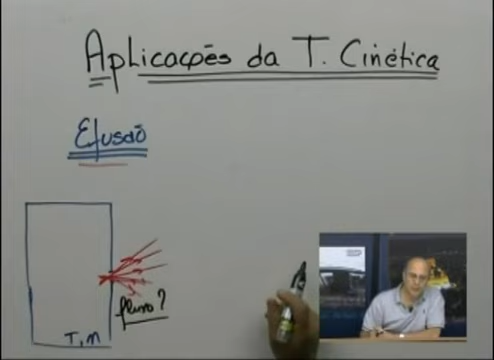 Aplicações da T. Cinética
Efusão
fluxo?
T, n